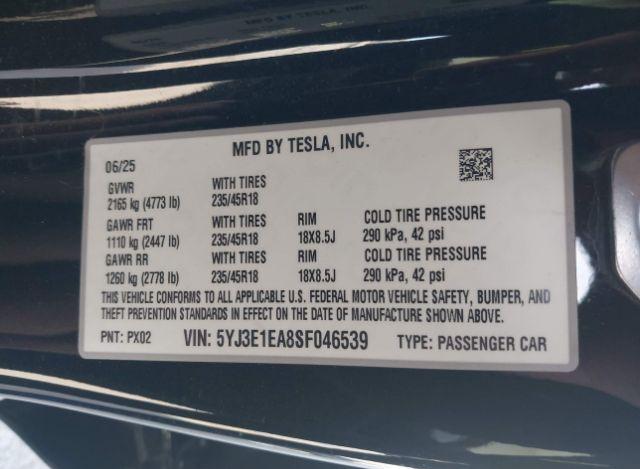 MFD BY TESLA, INC.
06/25
GVWR WITH TIRES
2165 kg (4773 lb) 235/45R18
GAWR FRT WITH TIRES RIM COLD TIRE PRESSURE
1110 kg (2447 lb) 235/45R18 18X8.5J 290 kPa, 42 psi
GAWR RR WITH TIRES RIM COLD TIRE PRESSURE
1260 kg (2778 lb) 235/45R18 18X8.5J 290 kPa, 42 psi
THIS VEHICLE CONFORMS TO ALL APPLICABLE U.S. FEDERAL MOTOR VEHICLE SAFETY, BUMPER, AND
THEFT PREVENTION STANDARDS IN EFFECT ON THE DATE OF MANUFACTURE SHOWN ABOVE.
PNT: PX02 VIN: 5YJ3E1EA8SF046539 TYPE: PASSENGER CAR